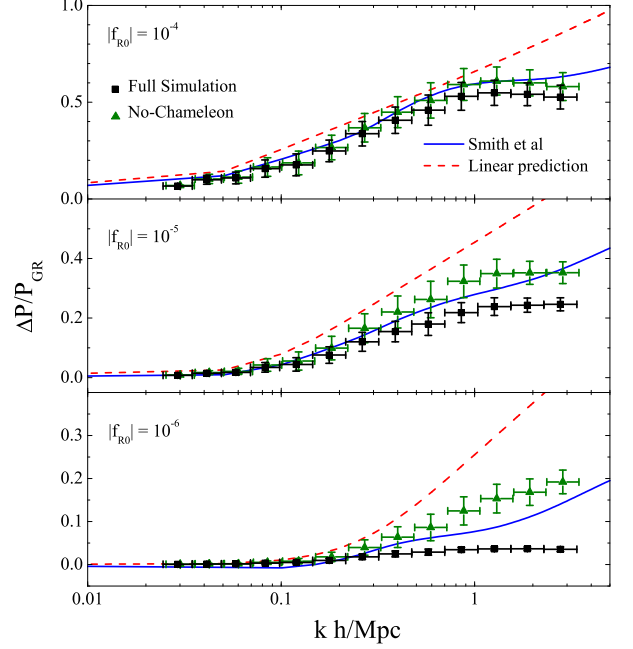 1.0
|f_R0| = 10^-4
Full Simulation
No-Chameleon
0.5
Smith et al
Linear prediction
0.0
|f_R0| = 10^-5
0.4
ΔP/P_GR
0.2
0.0
|f_R0| = 10^-6
0.3
0.2
0.1
0.0
0.01 0.1 1
k h/Mpc